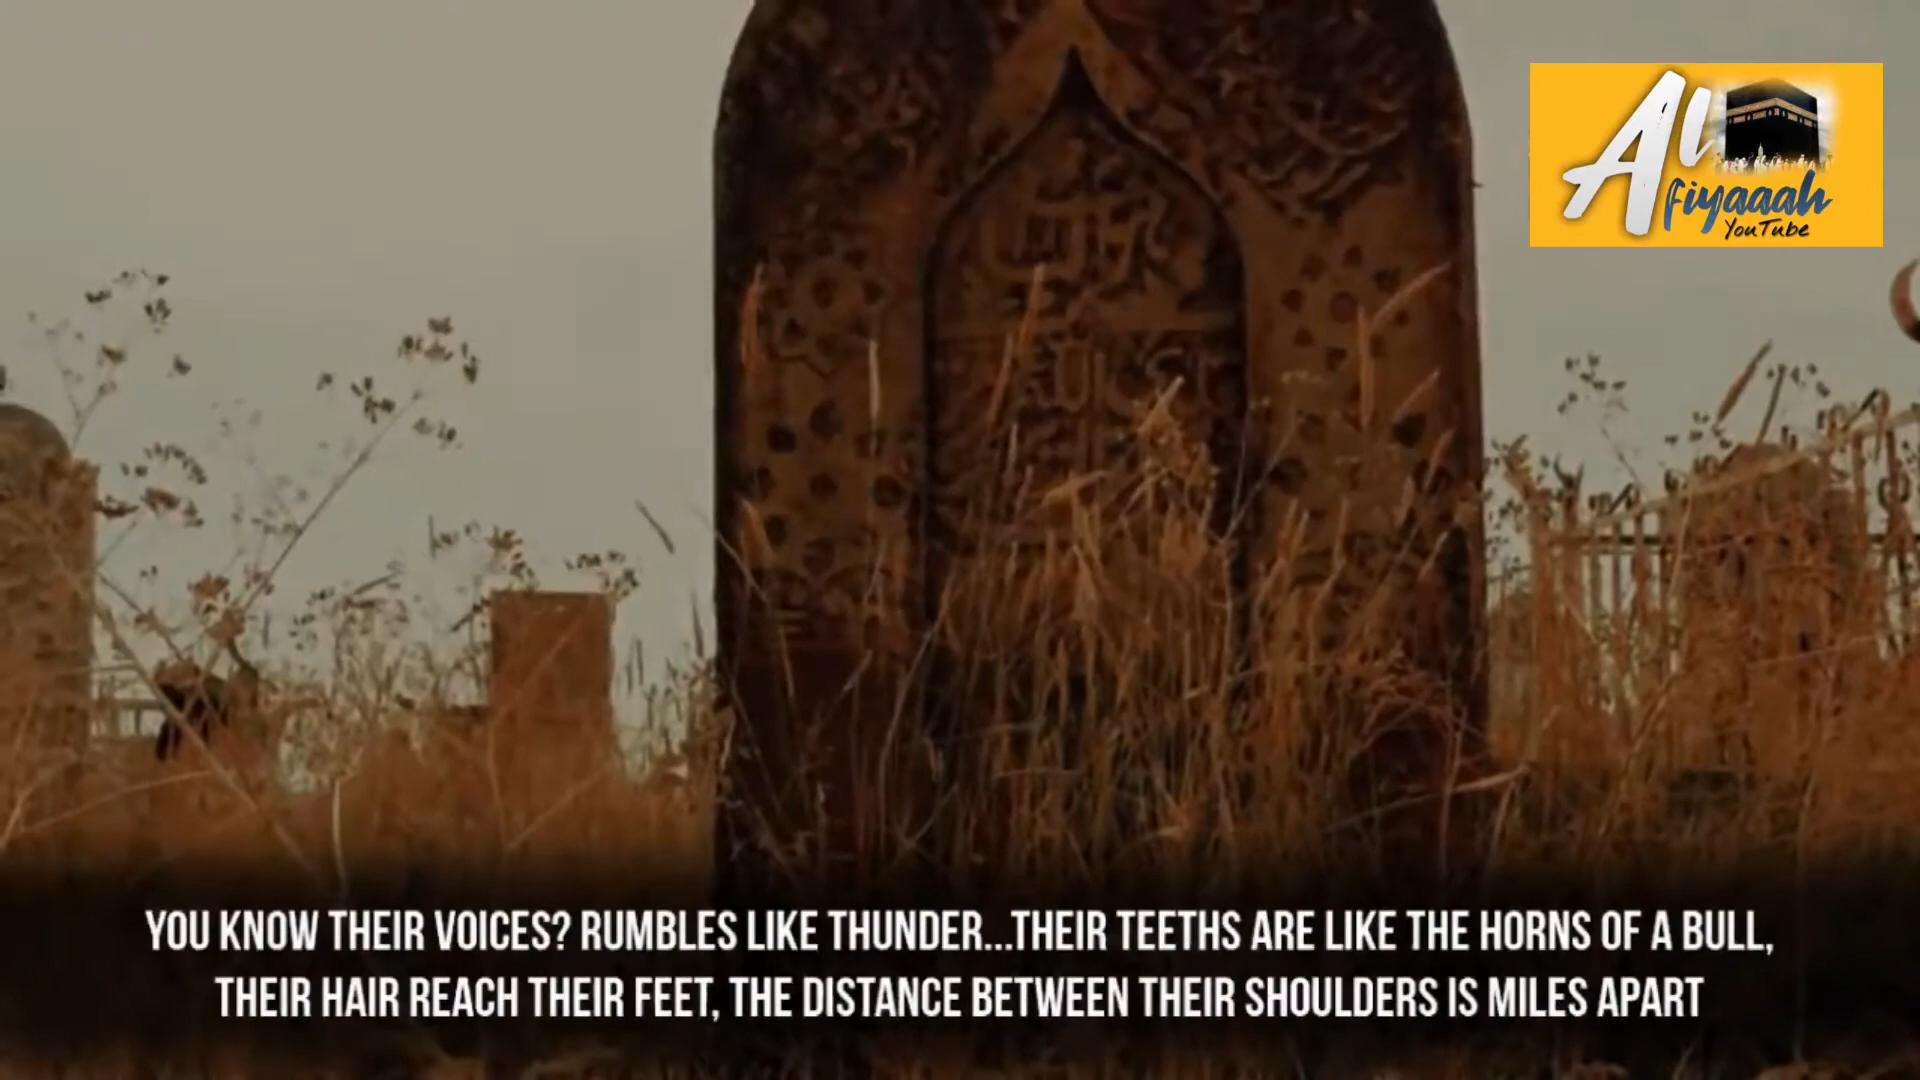 Al
fiyaaah
YouTube
YOU KNOW THEIR VOICES? RUMBLES LIKE THUNDER...THEIR TEETHS ARE LIKE THE HORNS OF A BULL,
THEIR HAIR REACH THEIR FEET, THE DISTANCE BETWEEN THEIR SHOULDERS IS MILES APART